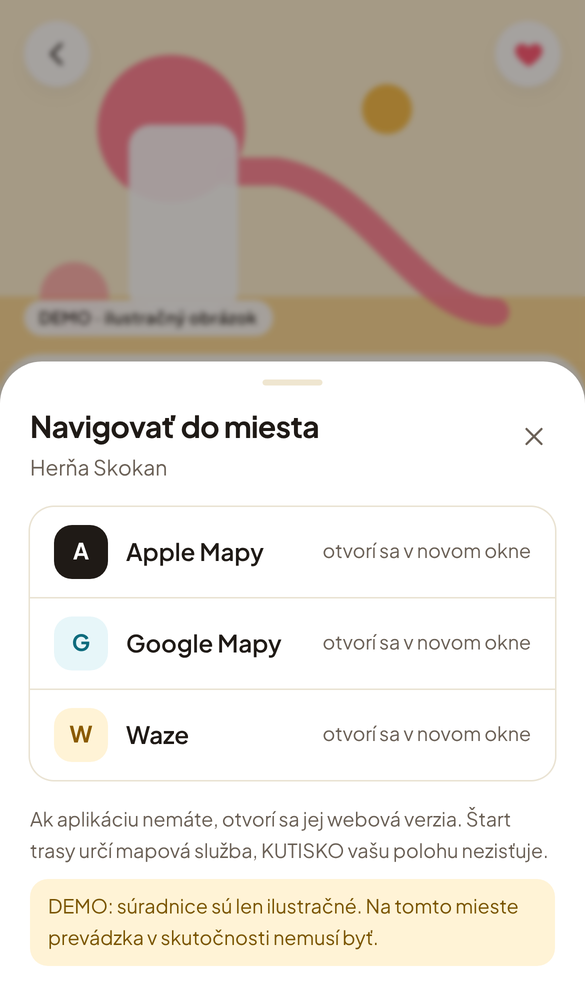 DEMO · ilustračný obrázok
Navigovať do miesta
Herňa Skokan
A Apple Mapy otvorí sa v novom okne
G Google Mapy otvorí sa v novom okne
W Waze otvorí sa v novom okne
Ak aplikáciu nemáte, otvorí sa jej webová verzia. Štart
trasy určí mapová služba, KUTISKO vašu polohu nezisťuje.
DEMO: súradnice sú len ilustračné. Na tomto mieste
prevádzka v skutočnosti nemusí byť.